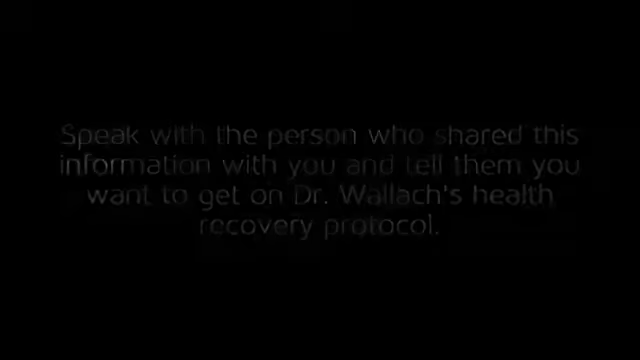 Speak with the person who shared this
information with you and tell them you
want to get on Dr. Wallach's health
recovery protocol.